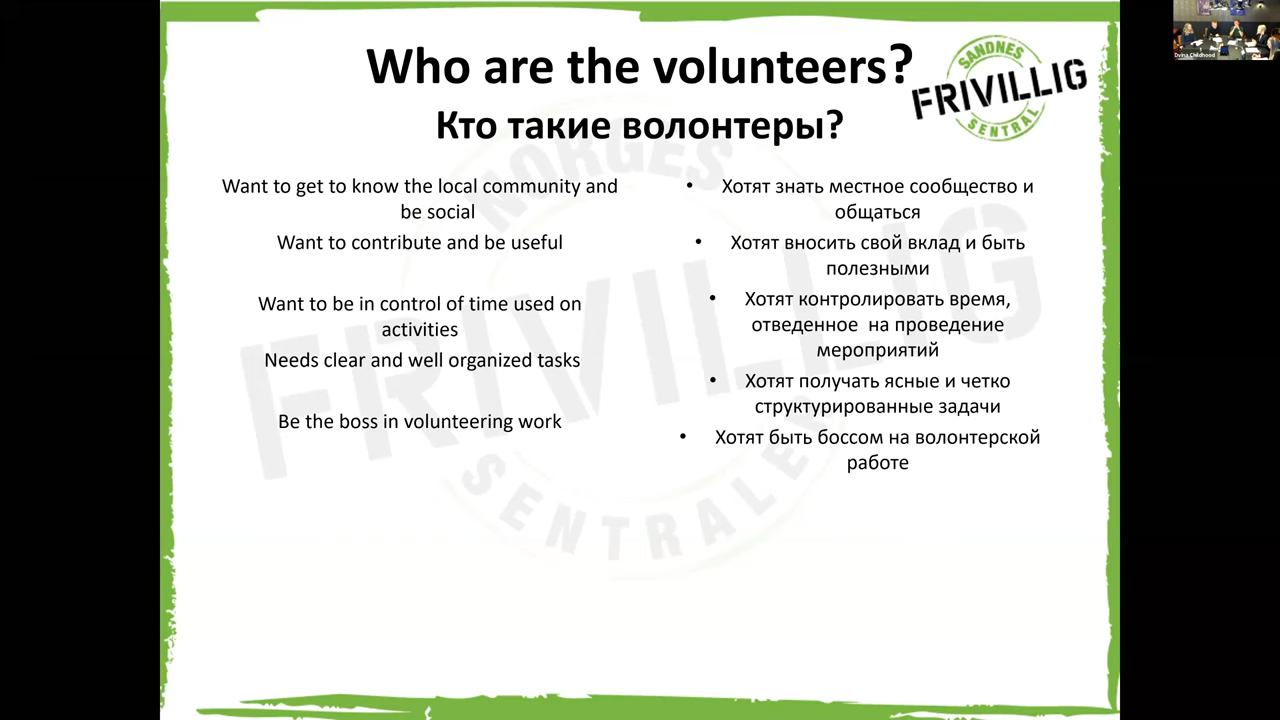 Who are the volunteers?
Кто такие волонтеры?
SANDNES
FRIVILLIG
SENTRAL
Want to get to know the local community and
be social
Want to contribute and be useful
Want to be in control of time used on
activities
Needs clear and well organized tasks
Be the boss in volunteering work
• Хотят знать местное сообщество и
общаться
• Хотят вносить свой вклад и быть
полезными
• Хотят контролировать время,
отведенное на проведение
мероприятий
• Хотят получать ясные и четко
структурированные задачи
• Хотят быть боссом на волонтерской
работе
NORGES
FRIVILLIG
SENTRALER
Dvina Childhood